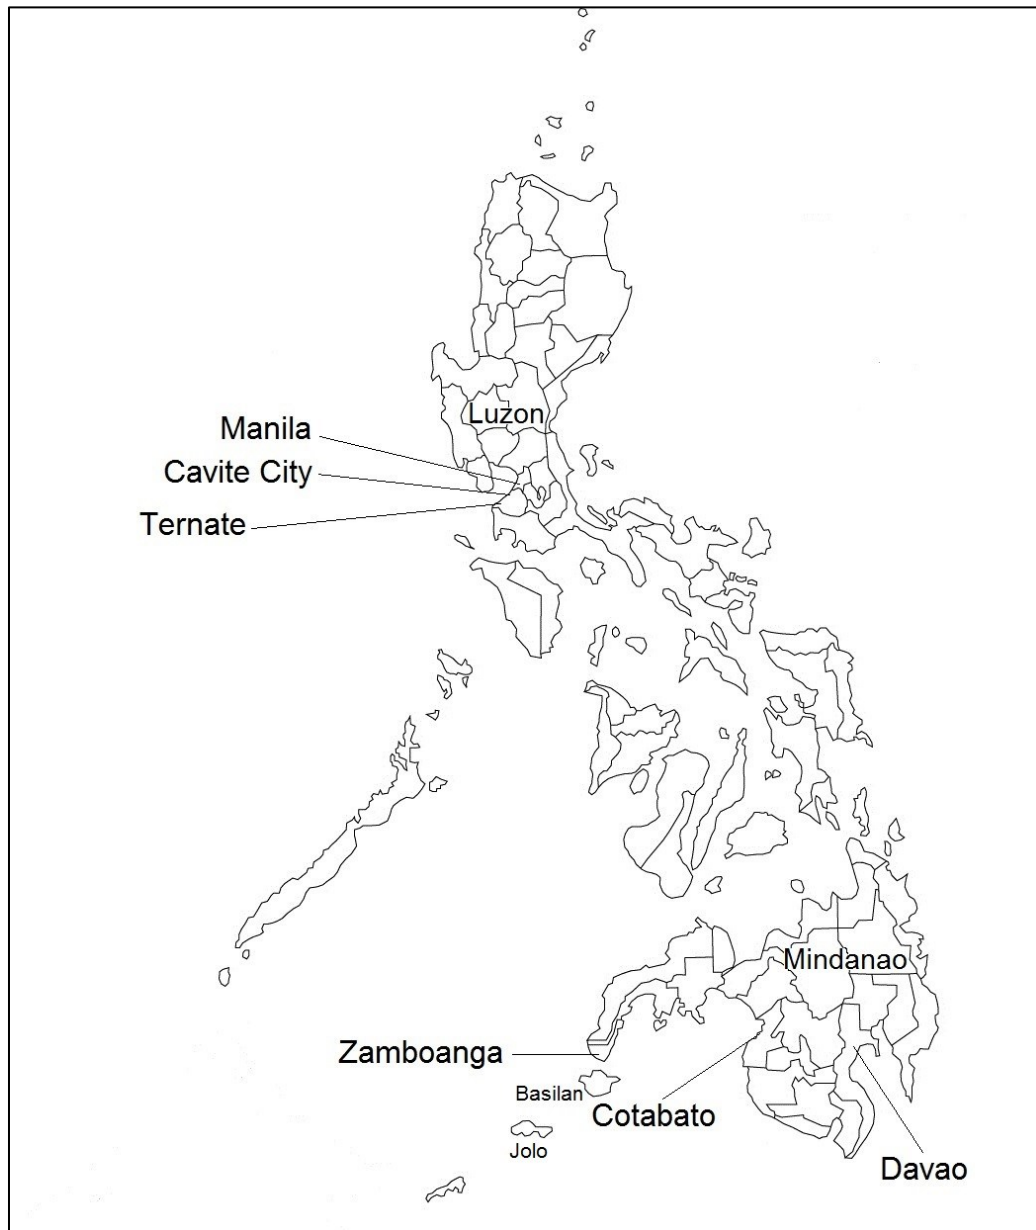 Luzon
Manila
Cavite City
Ternate
Mindanao
Zamboanga
Basilan
Cotabato
Jolo
Davao